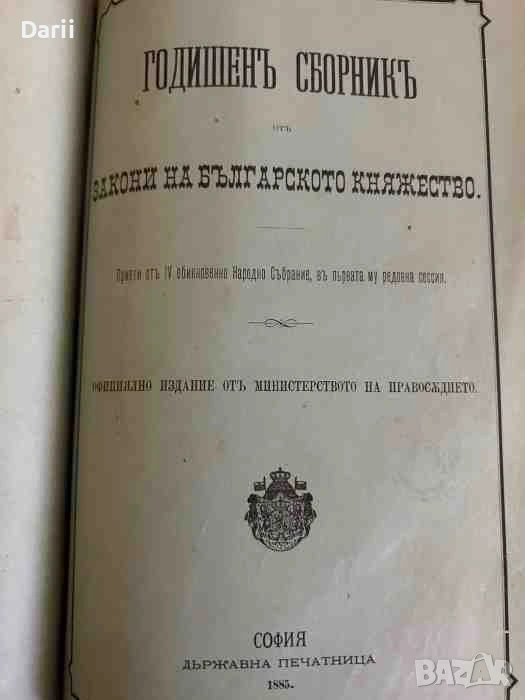 Darii
ГОДИШЕНЪ СБОРНИКЪ
отъ
ЗАКОНИ НА БЪЛГАРСКОТО КНЯЖЕСТВО.
Приети отъ IV обикновенно Народно Събрание, въ първата му редовна сессия.
ОФИЦИЯЛНО ИЗДАНИЕ ОТЪ МИНИСТЕРСТВОТО НА ПРАВОСѪДИЕТО.
СОФИЯ
ДЪРЖАВНА ПЕЧАТНИЦА
1885.
BAZAR